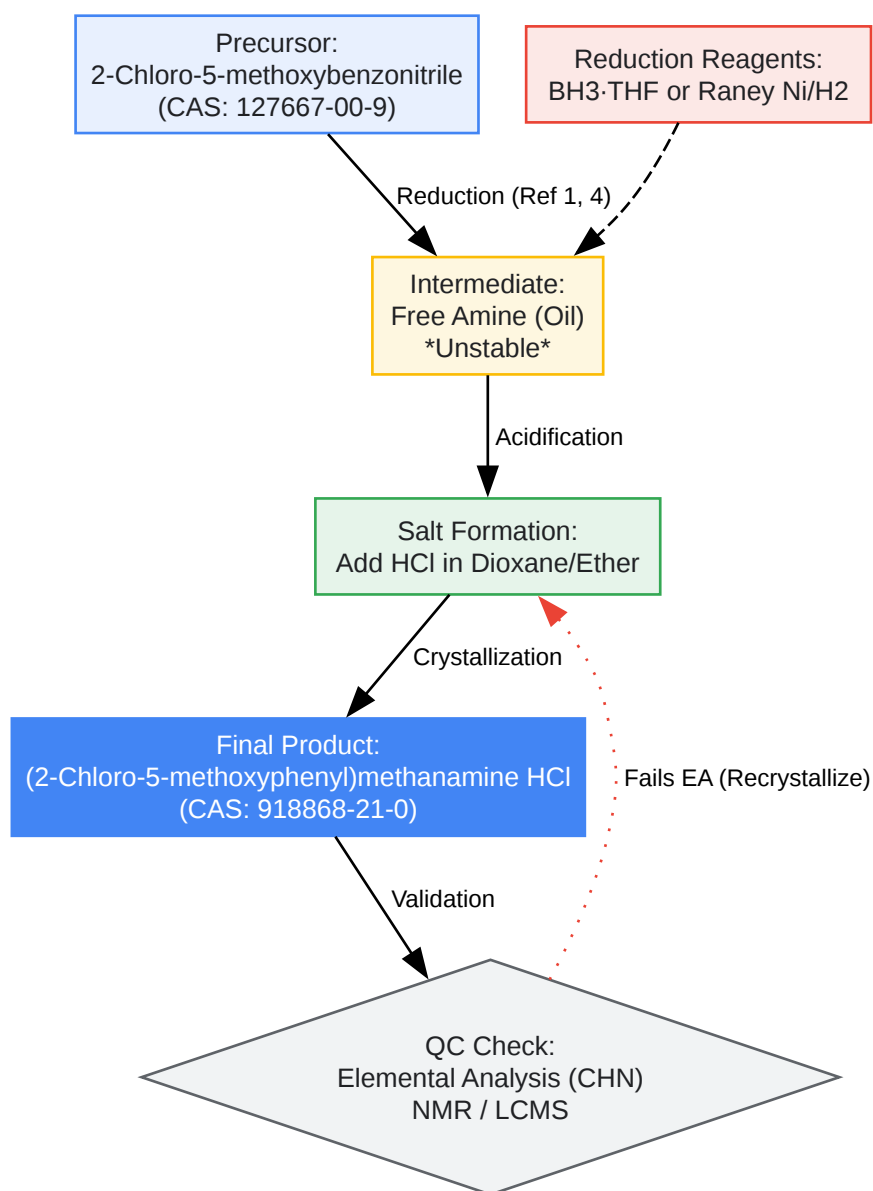 Precursor:
2-Chloro-5-methoxybenzonitrile
(CAS: 127667-00-9)
Reduction Reagents:
BH3·THF or Raney Ni/H2
Reduction (Ref 1, 4)
Intermediate:
Free Amine (Oil)
*Unstable*
Acidification
Salt Formation:
Add HCl in Dioxane/Ether
Crystallization
Final Product:
(2-Chloro-5-methoxyphenyl)methanamine HCl
(CAS: 918868-21-0)
Fails EA (Recrystallize)
Validation
QC Check:
Elemental Analysis (CHN)
NMR / LCMS